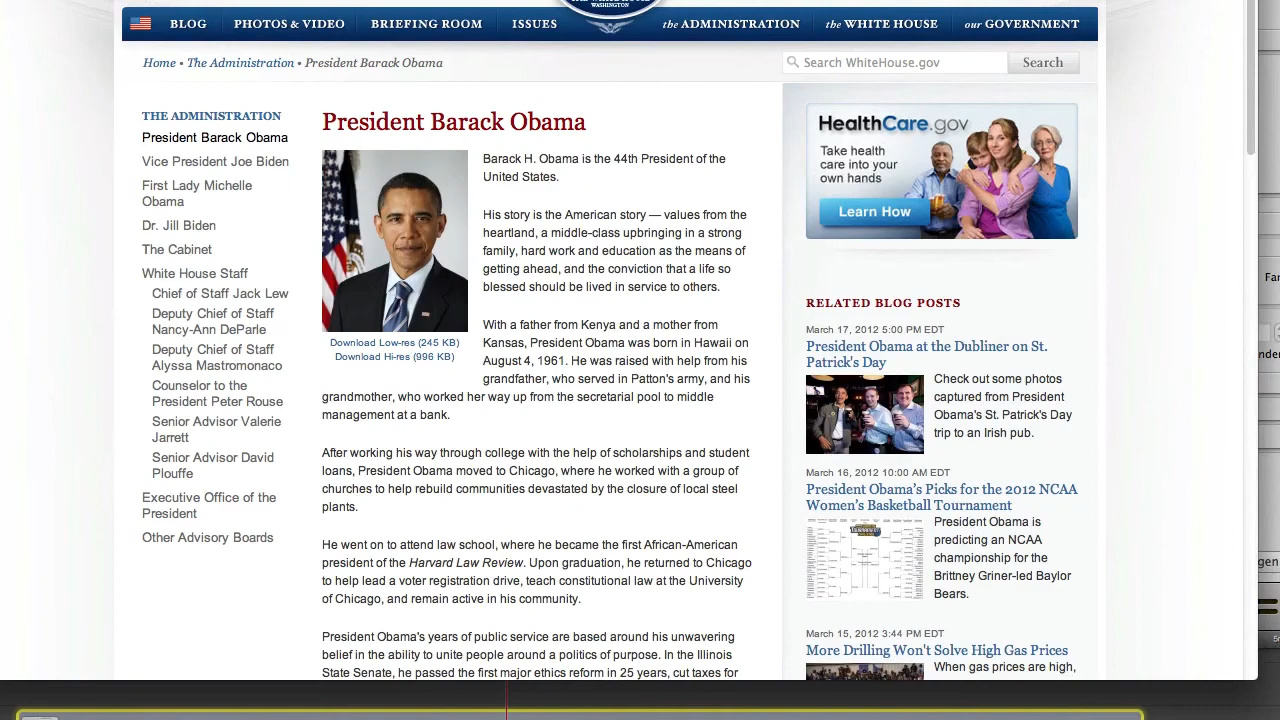 WASHINGTON
BLOG PHOTOS & VIDEO BRIEFING ROOM ISSUES the ADMINISTRATION the WHITE HOUSE our GOVERNMENT
Home • The Administration • President Barack Obama
Search WhiteHouse.gov Search
THE ADMINISTRATION
President Barack Obama
Vice President Joe Biden
First Lady Michelle
Obama
Dr. Jill Biden
The Cabinet
White House Staff
Chief of Staff Jack Lew
Deputy Chief of Staff
Nancy-Ann DeParle
Deputy Chief of Staff
Alyssa Mastromonaco
Counselor to the
President Peter Rouse
Senior Advisor Valerie
Jarrett
Senior Advisor David
Plouffe
Executive Office of the
President
Other Advisory Boards
President Barack Obama
Download Low-res (245 KB)
Download Hi-res (996 KB)
Barack H. Obama is the 44th President of the
United States.
His story is the American story — values from the
heartland, a middle-class upbringing in a strong
family, hard work and education as the means of
getting ahead, and the conviction that a life so
blessed should be lived in service to others.
With a father from Kenya and a mother from
Kansas, President Obama was born in Hawaii on
August 4, 1961. He was raised with help from his
grandfather, who served in Patton's army, and his
grandmother, who worked her way up from the secretarial pool to middle
management at a bank.
After working his way through college with the help of scholarships and student
loans, President Obama moved to Chicago, where he worked with a group of
churches to help rebuild communities devastated by the closure of local steel
plants.
He went on to attend law school, where he became the first African-American
president of the Harvard Law Review. Upon graduation, he returned to Chicago
to help lead a voter registration drive, teach constitutional law at the University
of Chicago, and remain active in his community.
President Obama's years of public service are based around his unwavering
belief in the ability to unite people around a politics of purpose. In the Illinois
State Senate, he passed the first major ethics reform in 25 years, cut taxes for
HealthCare.gov
Take health
care into your
own hands
Learn How
RELATED BLOG POSTS
March 17, 2012 5:00 PM EDT
President Obama at the Dubliner on St.
Patrick's Day
Check out some photos
captured from President
Obama's St. Patrick's Day
trip to an Irish pub.
March 16, 2012 10:00 AM EDT
President Obama's Picks for the 2012 NCAA
Women's Basketball Tournament
President Obama is
predicting an NCAA
championship for the
Brittney Griner-led Baylor
Bears.
March 15, 2012 3:44 PM EDT
More Drilling Won't Solve High Gas Prices
When gas prices are high,